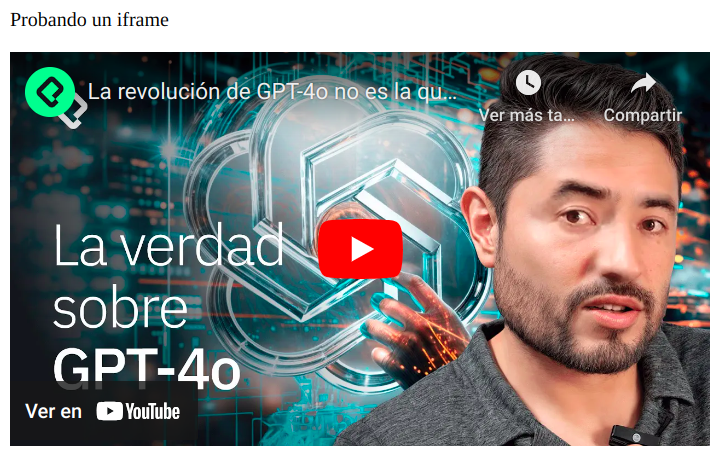 Probando un iframe
La revolución de GPT-4o no es la qu...
Ver más ta...
Compartir
La verdad
sobre
GPT-4o
Ver en YouTube